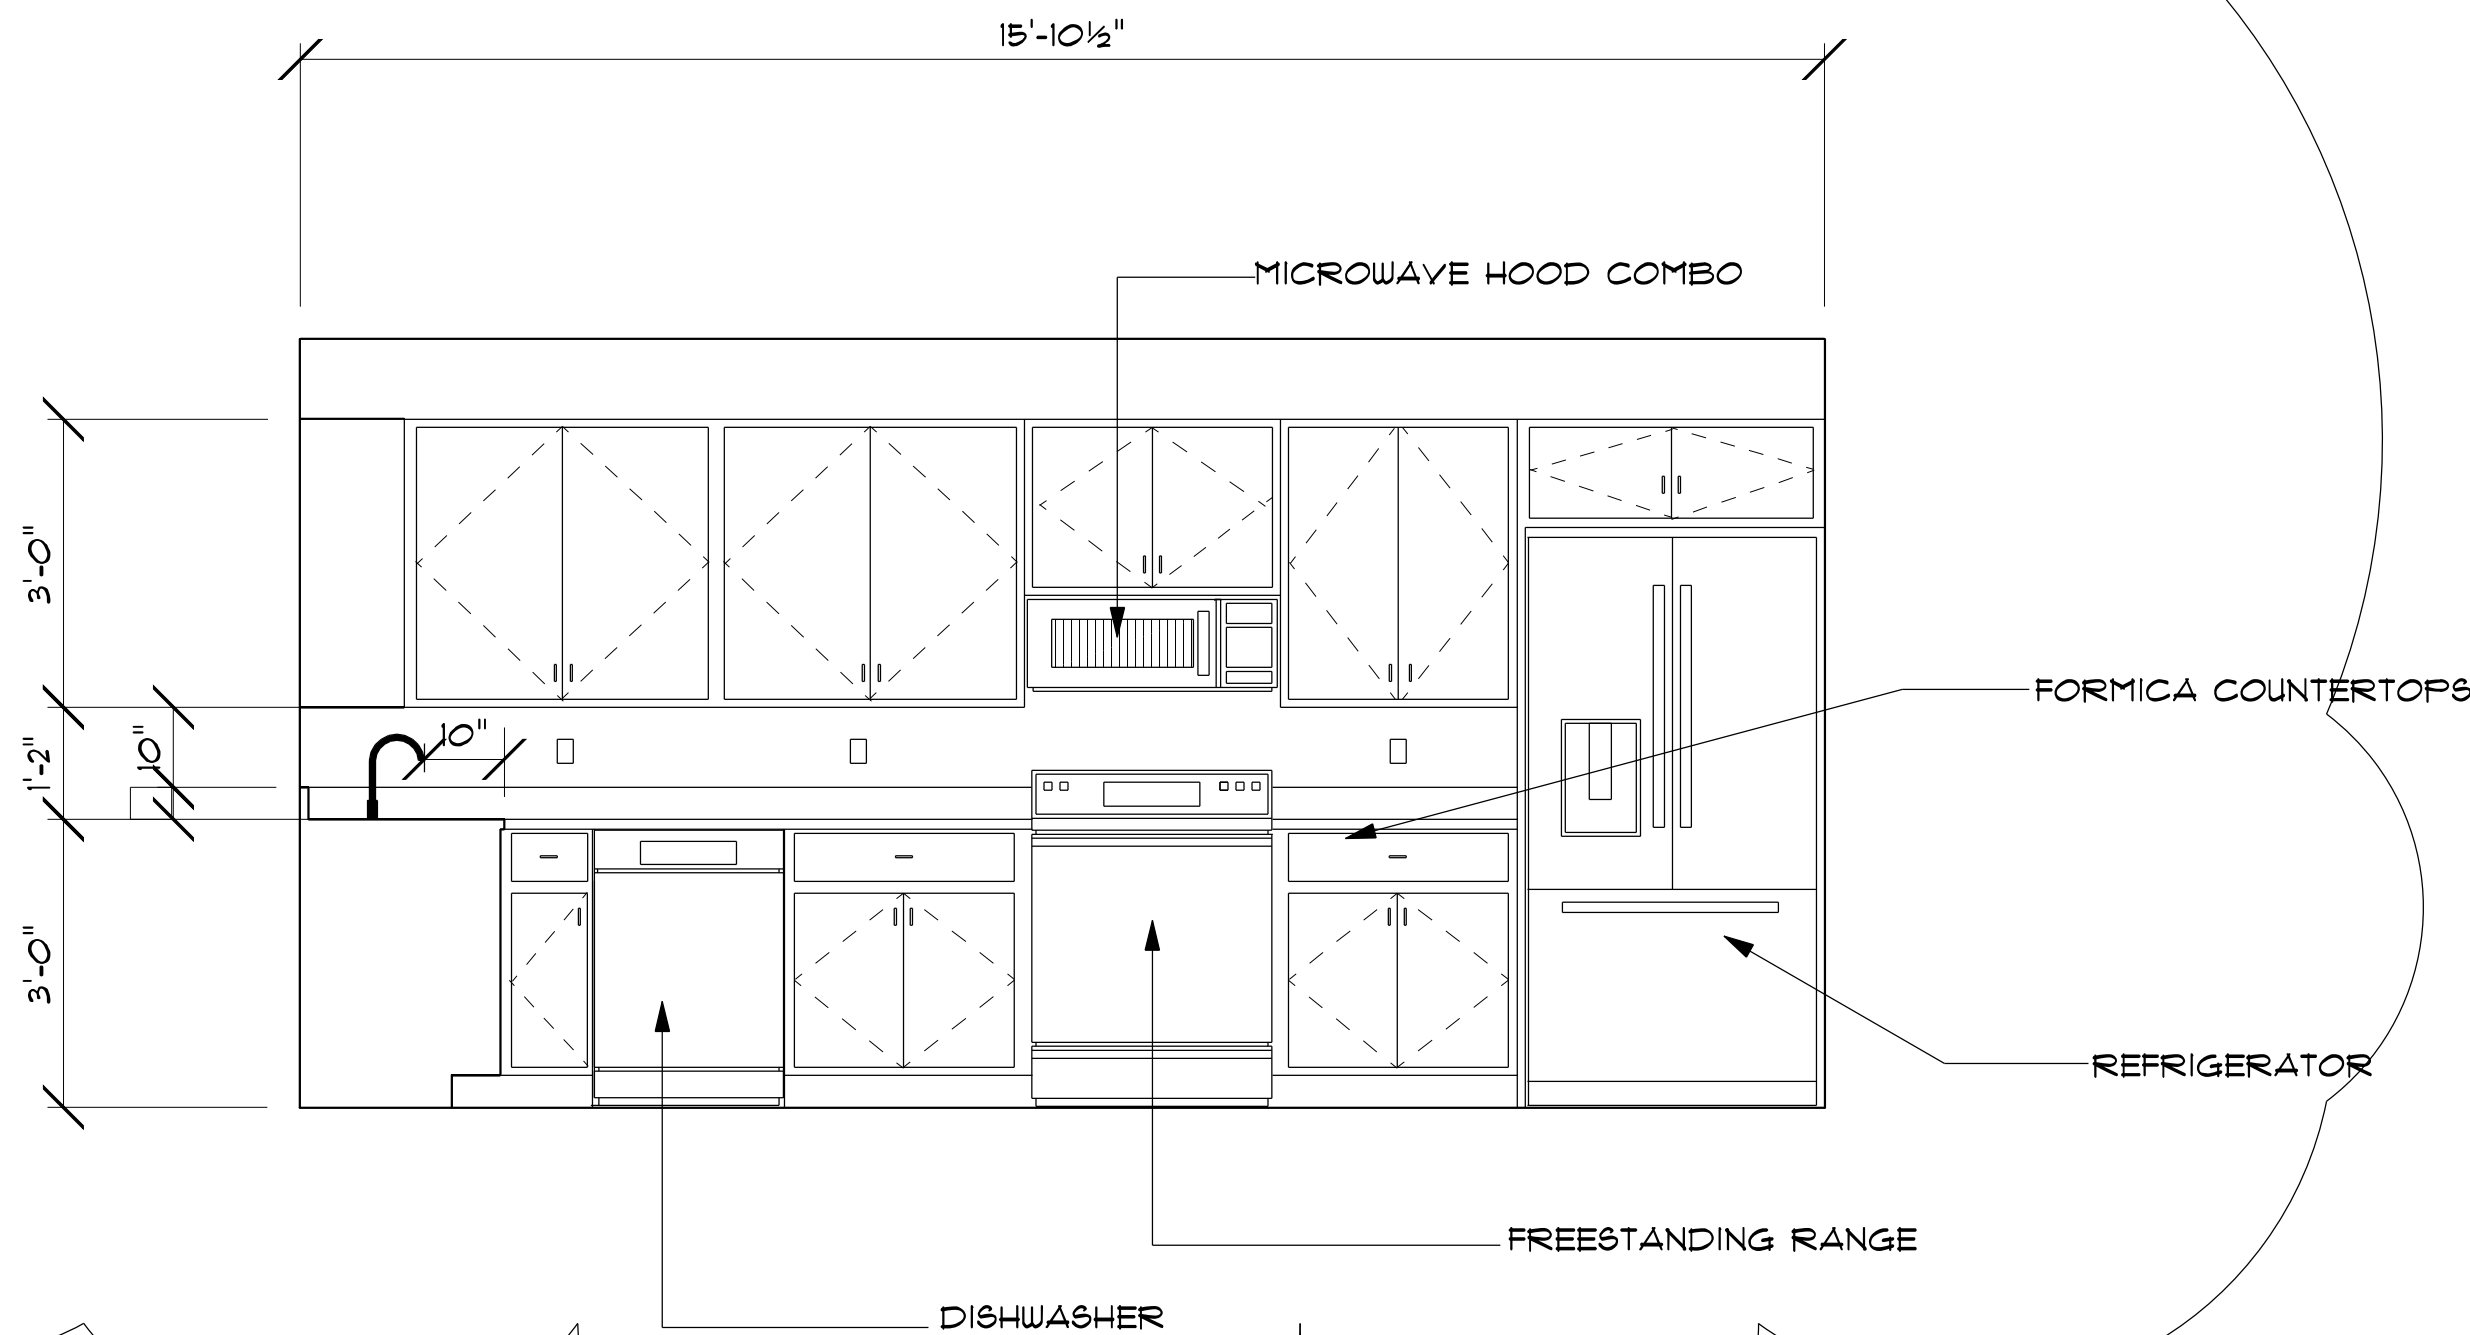 15'-10½"
MICROWAVE HOOD COMBO
3'-0"
FORMICA COUNTERTOPS
10"
10"
1'-2"
3'-0"
REFRIGERATOR
FREESTANDING RANGE
DISHWASHER